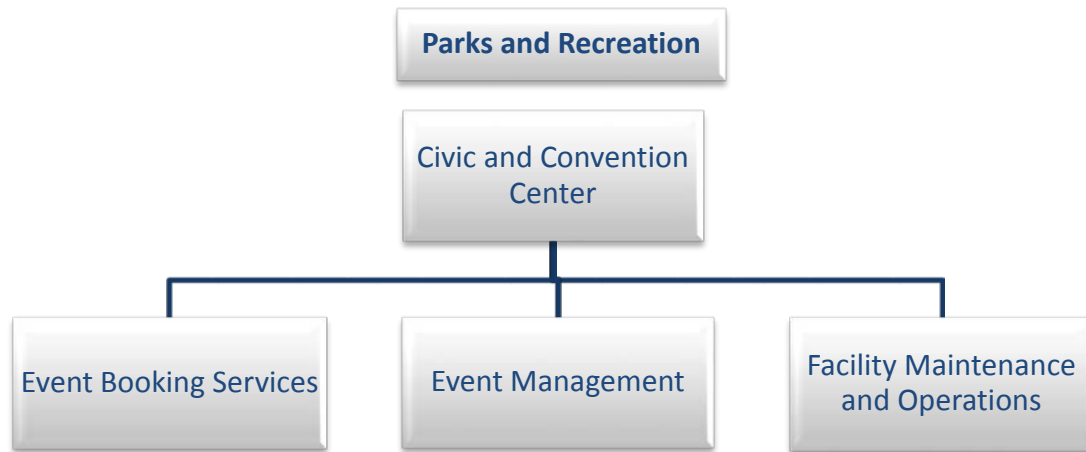 Parks and Recreation
Civic and Convention
Center
Event Booking Services
Event Management
Facility Maintenance
and Operations